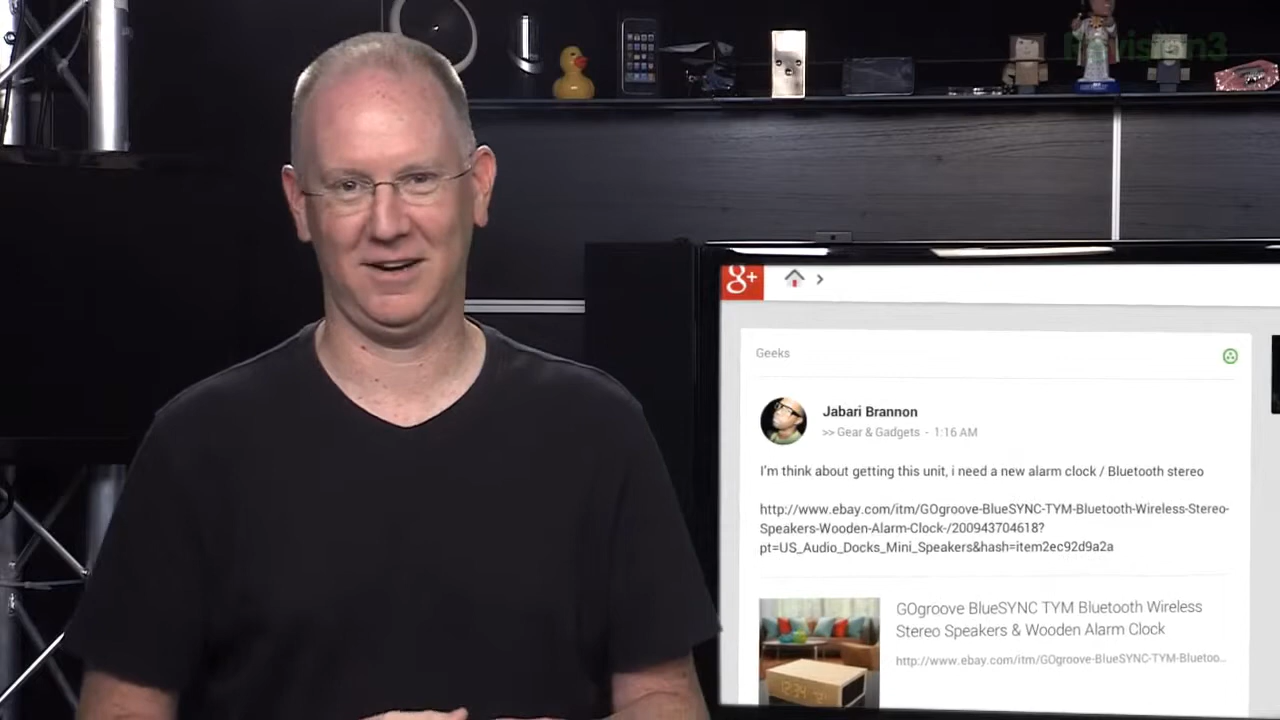 Revision3
g+
Geeks
Jabari Brannon
>> Gear & Gadgets - 1:16 AM
I'm think about getting this unit, i need a new alarm clock / Bluetooth stereo
http://www.ebay.com/itm/GOgroove-BlueSYNC-TYM-Bluetooth-Wireless-Stereo-
Speakers-Wooden-Alarm-Clock-/200943704618?
pt=US_Audio_Docks_Mini_Speakers&hash=item2ec92d9a2a
GOgroove BlueSYNC TYM Bluetooth Wireless
Stereo Speakers & Wooden Alarm Clock
http://www.ebay.com/itm/GOgroove-BlueSYNC-TYM-Bluetoo...
12:34